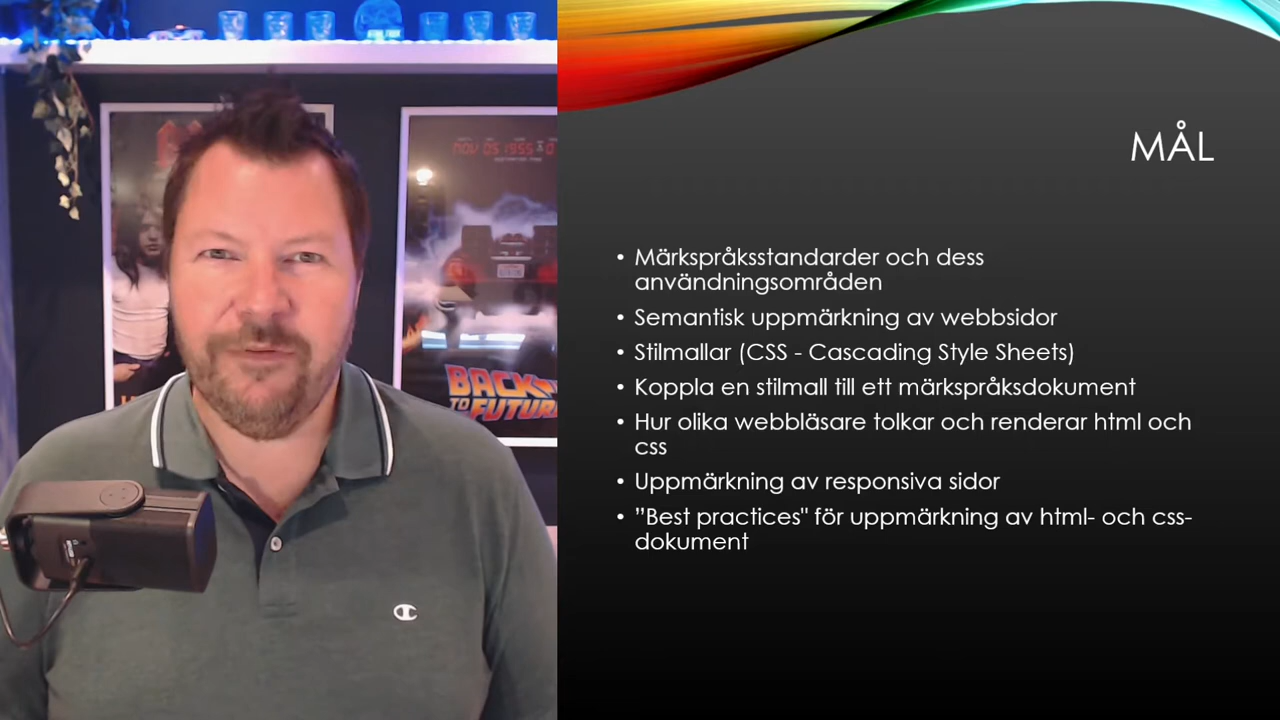 MÅL
• Märkspråksstandarder och dess
användningsområden
• Semantisk uppmärkning av webbsidor
• Stilmallar (CSS - Cascading Style Sheets)
• Koppla en stilmall till ett märkspråksdokument
• Hur olika webbläsare tolkar och renderar html och
css
• Uppmärkning av responsiva sidor
• ”Best practices" för uppmärkning av html- och css-
dokument
NOV 05 1955
BACK
TO FUTUR